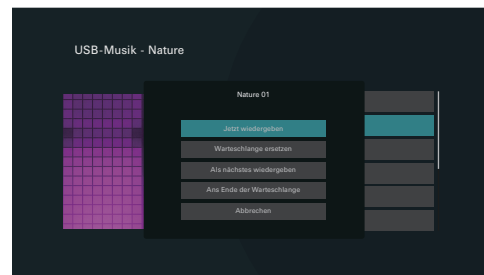 USB-Musik - Nature
Nature 01
Jetzt wiedergeben
Warteschlange ersetzen
Als nächstes wiedergeben
Ans Ende der Warteschlange
Abbrechen